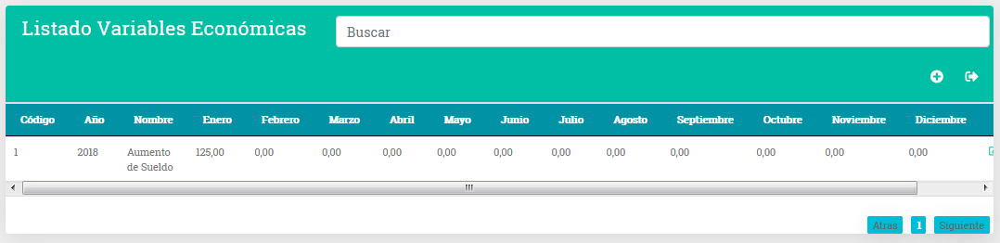 Listado Variables Económicas
Buscar
Código Año Nombre Enero Febrero Marzo Abril Mayo Junio Julio Agosto Septiembre Octubre Noviembre Diciembre
1 2018 Aumento 125,00 0,00 0,00 0,00 0,00 0,00 0,00 0,00 0,00 0,00 0,00 0,00
de Sueldo
Atras 1 Siguiente